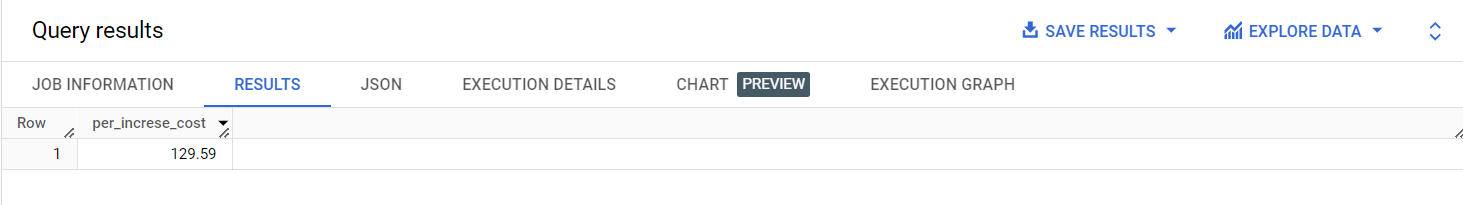 Query results
SAVE RESULTS
EXPLORE DATA
JOB INFORMATION RESULTS JSON EXECUTION DETAILS CHART PREVIEW EXECUTION GRAPH
Row per_increse_cost
1 129.59